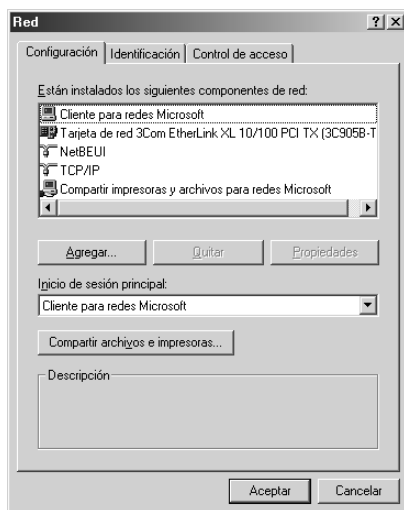 Red
Configuración Identificación Control de acceso
Están instalados los siguientes componentes de red:
Cliente para redes Microsoft
Tarjeta de red 3Com EtherLink XL 10/100 PCI TX (3C905B-T
NetBEUI
TCP/IP
Compartir impresoras y archivos para redes Microsoft
Agregar... Quitar Propiedades
Inicio de sesión principal:
Cliente para redes Microsoft
Compartir archivos e impresoras...
Descripción
Aceptar Cancelar